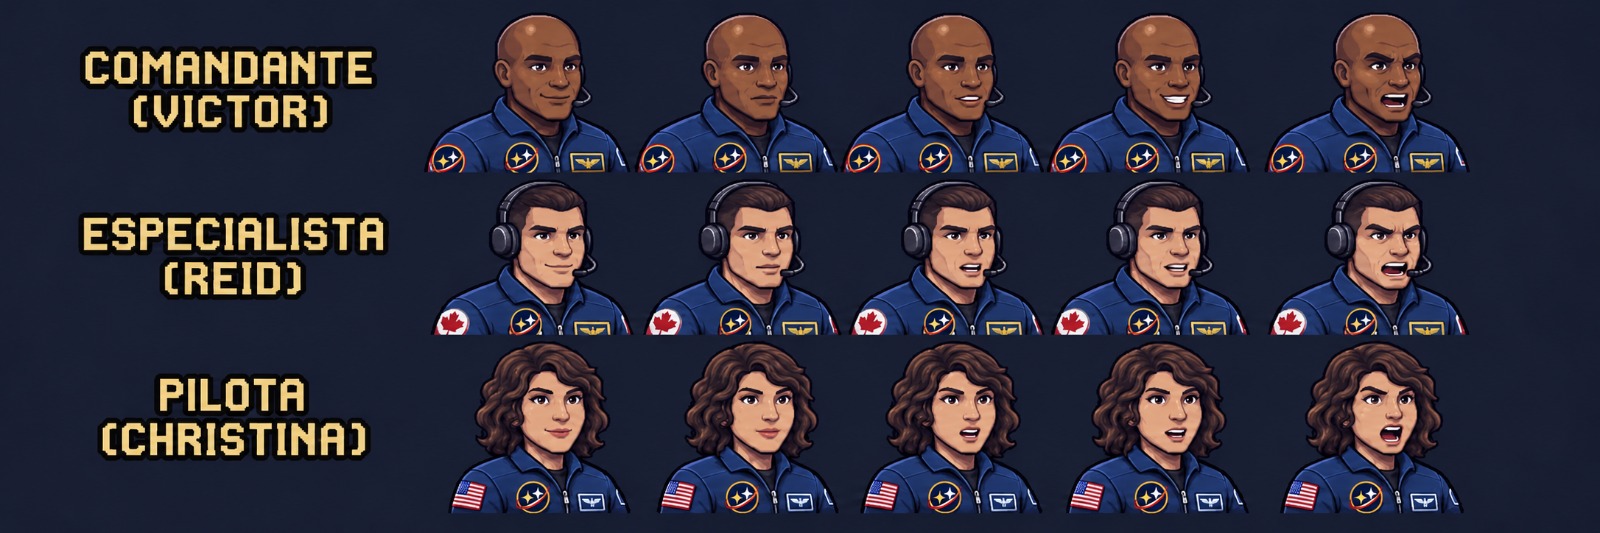 COMANDANTE
(VICTOR)
ESPECIALISTA
(REID)
PILOTA
(CHRISTINA)